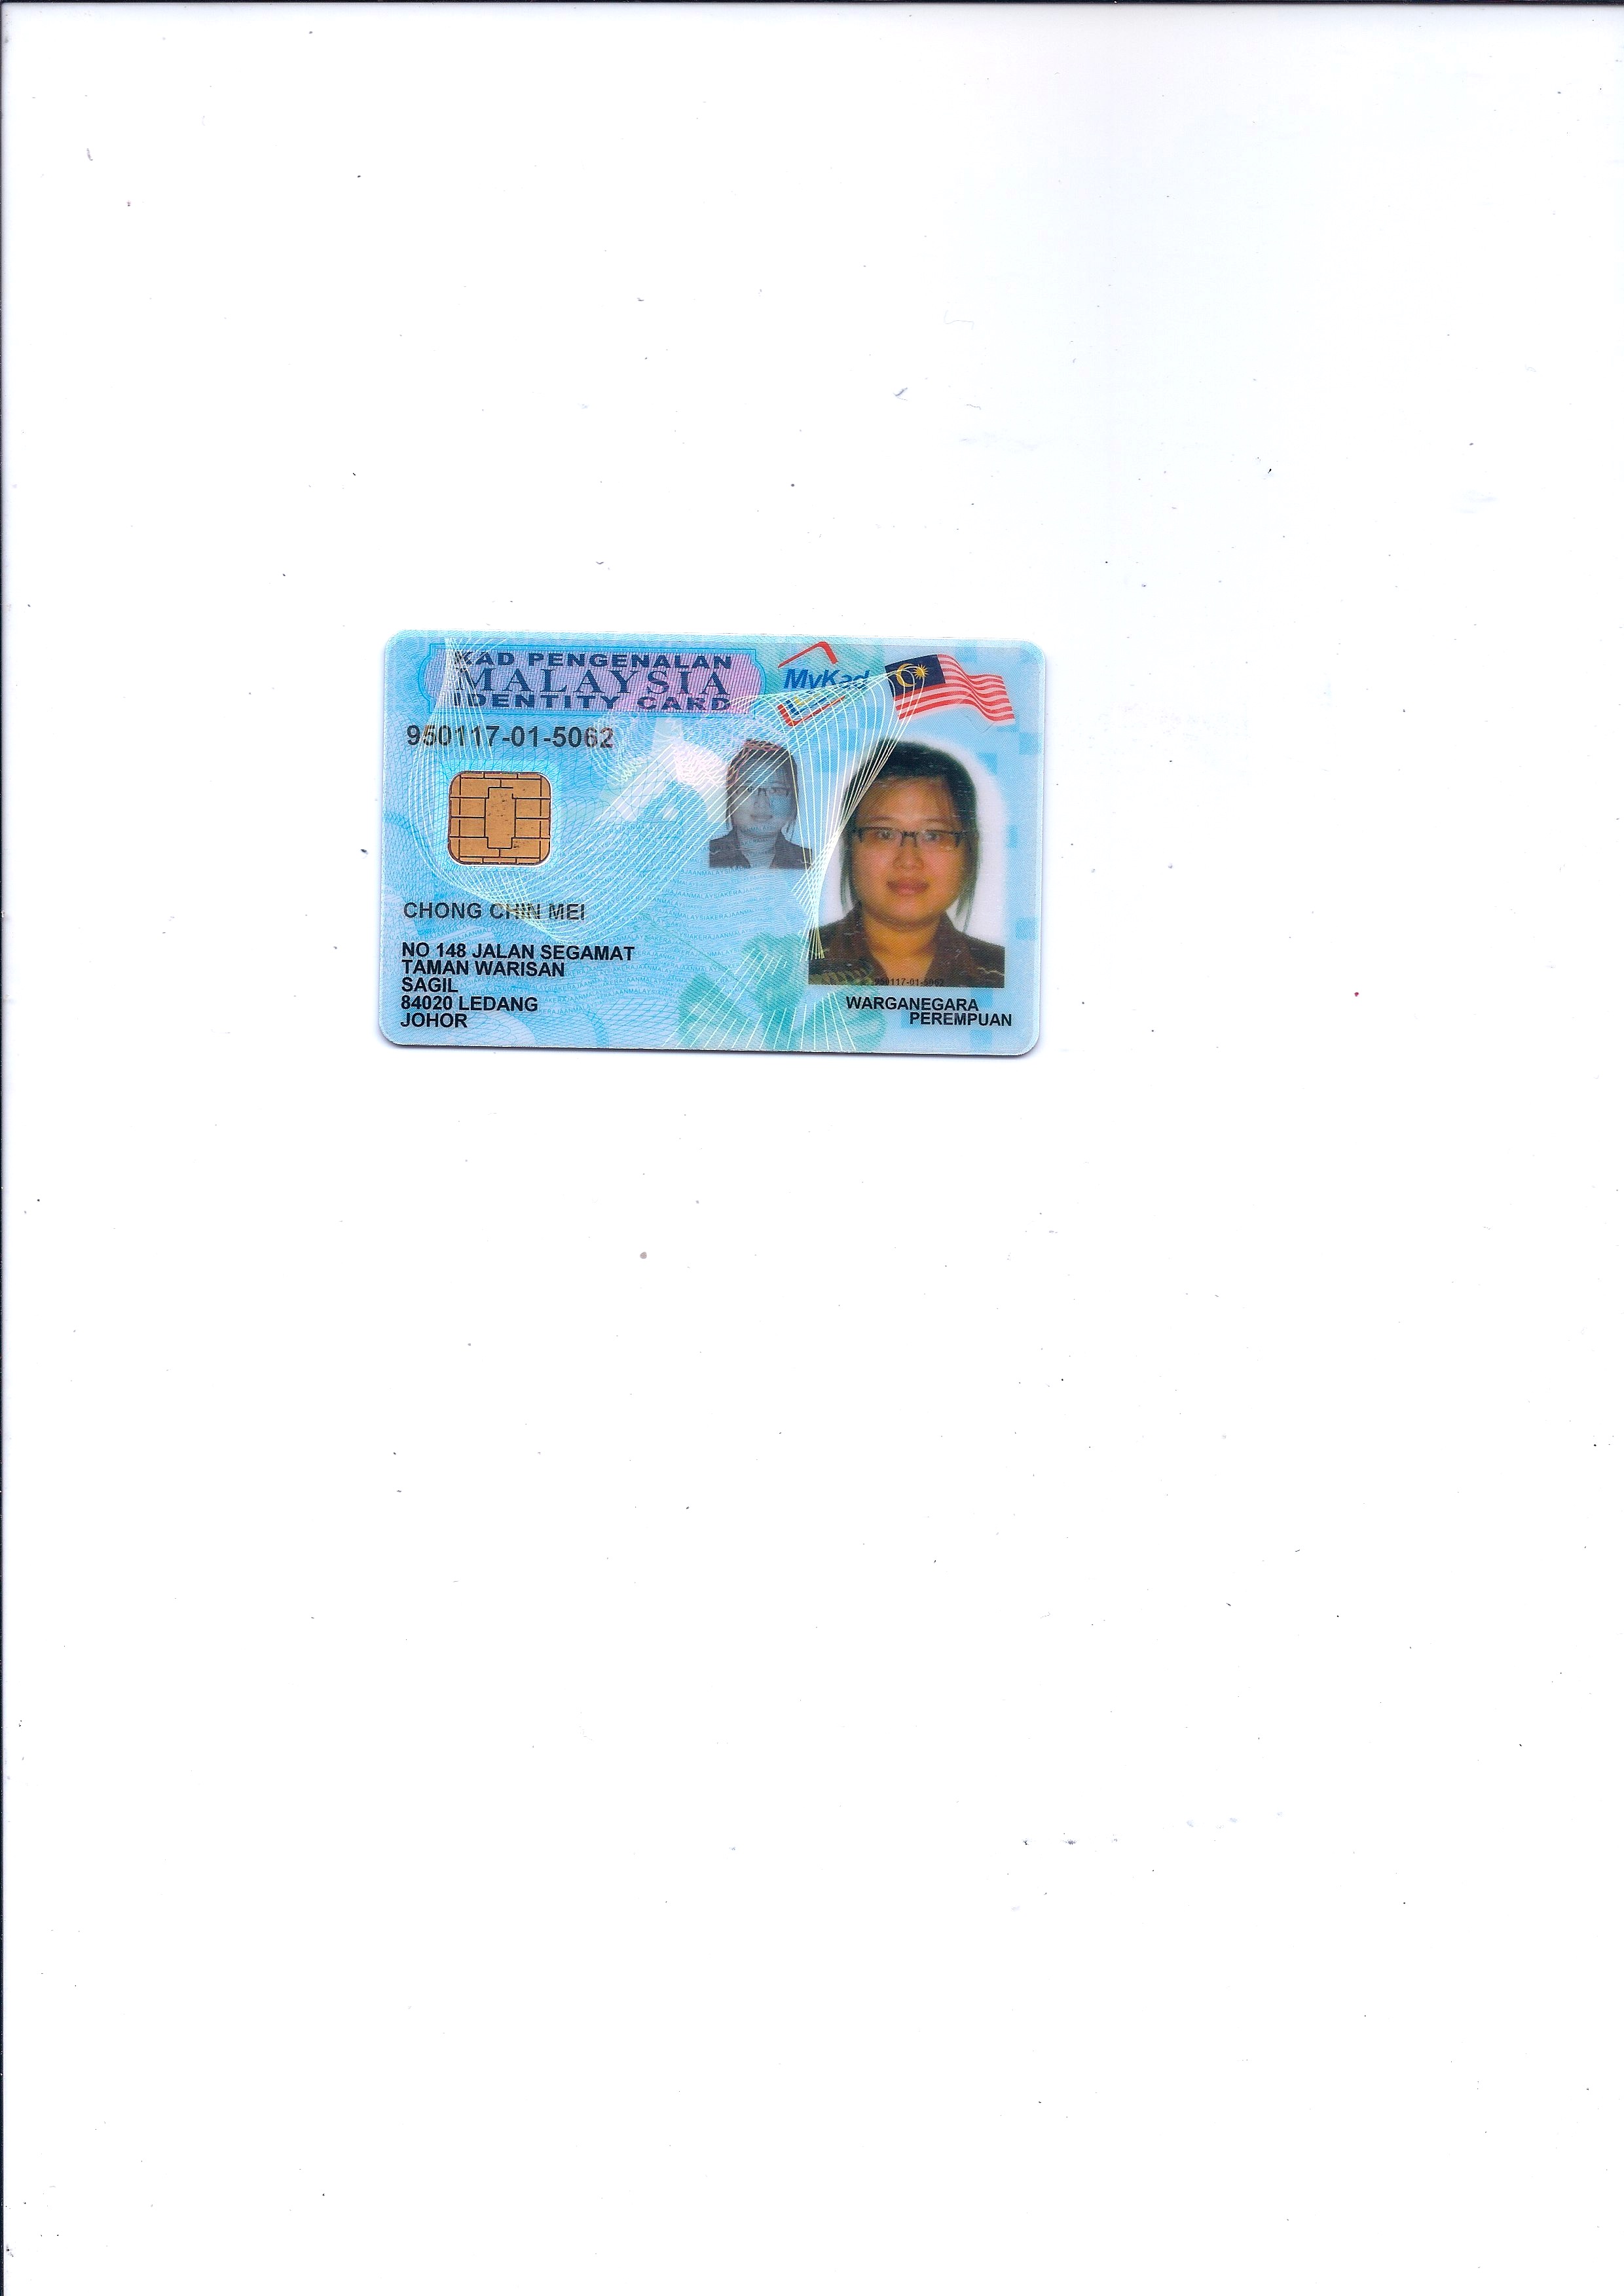 KAD PENGENALAN
MALAYSIA
IDENTITY CARD
MyKad
950117-01-5062
CHONG CHIN MEI
NO 148 JALAN SEGAMAT
TAMAN WARISAN
SAGIL
84020 LEDANG
JOHOR
950117-01-5062
WARGANEGARA
PEREMPUAN